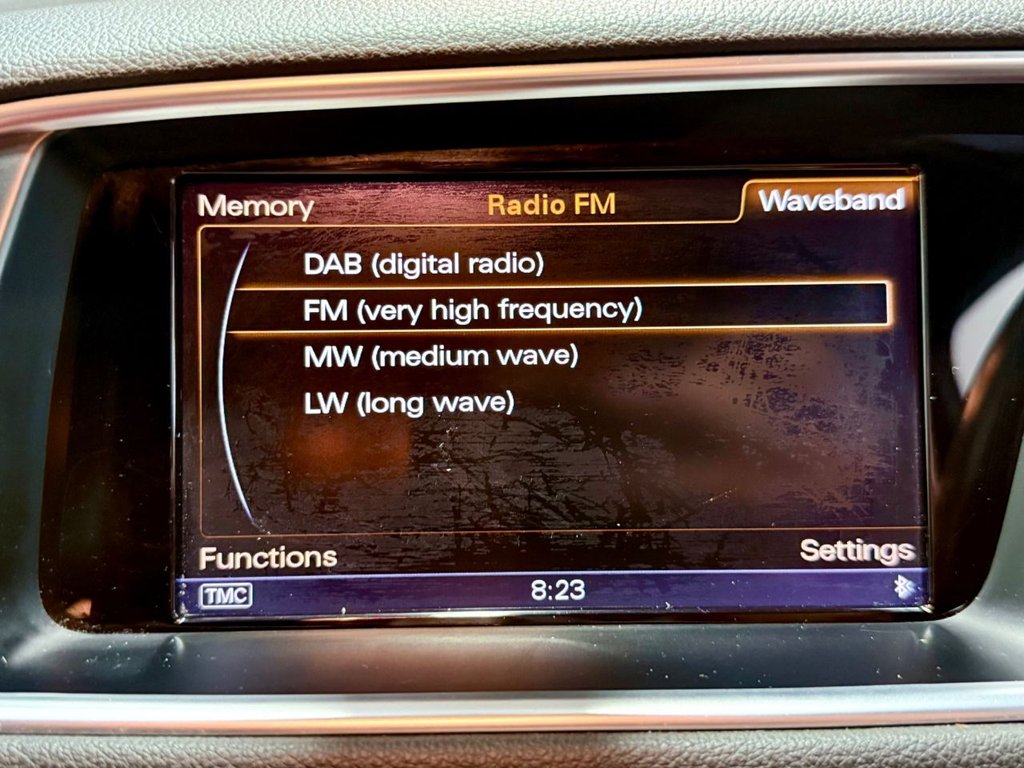 Memory Radio FM Waveband
DAB (digital radio)
FM (very high frequency)
MW (medium wave)
LW (long wave)
Functions Settings
TMC 8:23